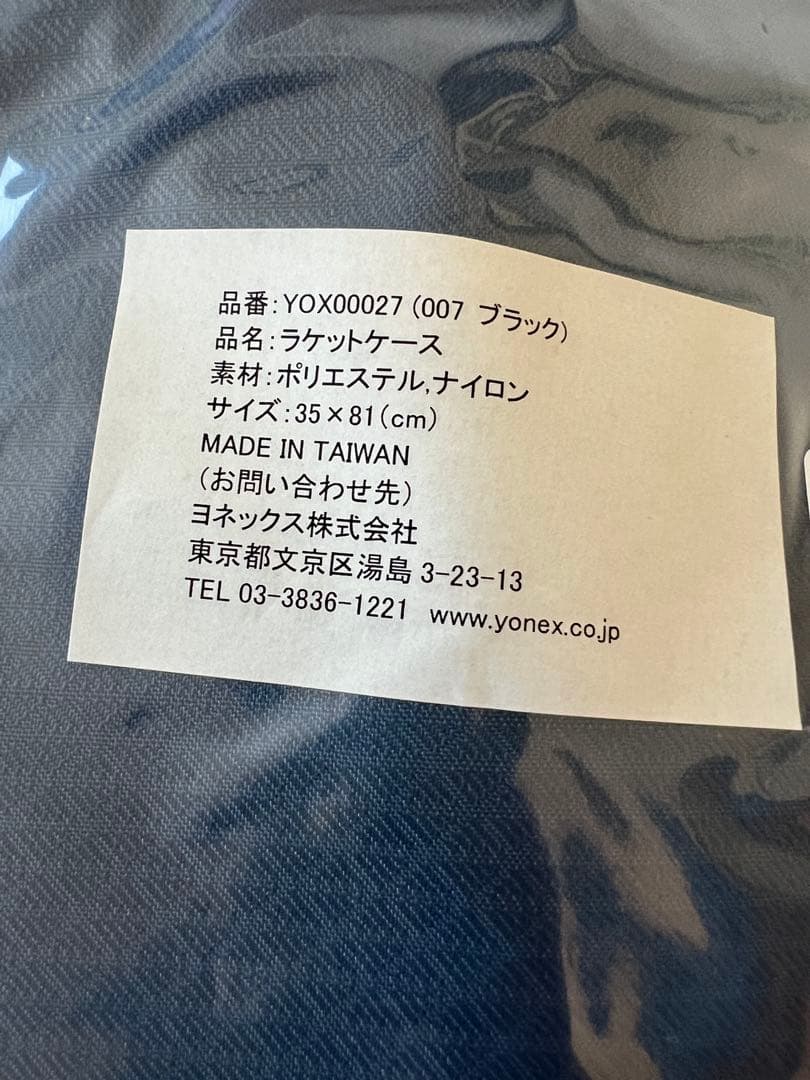 品番:YOX00027 (007 ブラック)
品名:ラケットケース
素材:ポリエステル,ナイロン
サイズ:35×81(cm)
MADE IN TAIWAN
(お問い合わせ先)
ヨネックス株式会社
東京都文京区湯島 3-23-13
TEL 03-3836-1221 www.yonex.co.jp